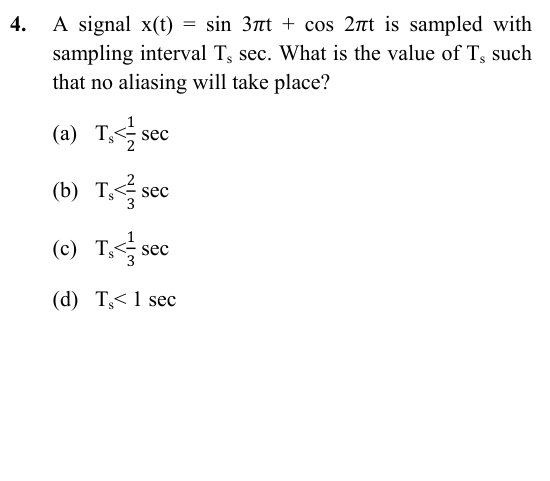 4. A signal x(t) = sin 3πt + cos 2πt is sampled with
sampling interval Tₛ sec. What is the value of Tₛ such
that no aliasing will take place?
(a) Tₛ<1/2 sec
(b) Tₛ<2/3 sec
(c) Tₛ<1/3 sec
(d) Tₛ< 1 sec